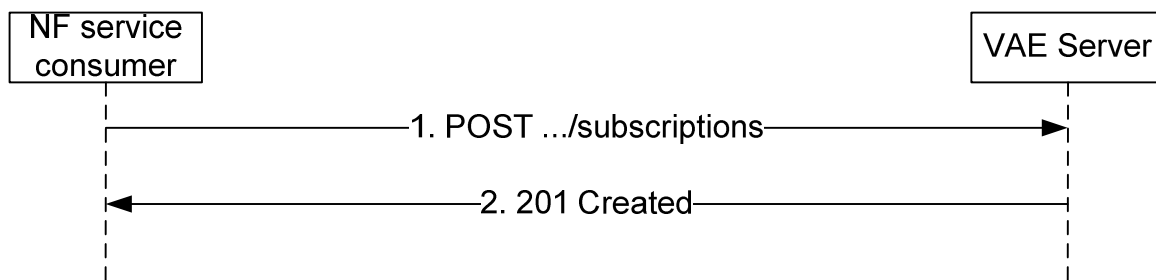 NF service
consumer
VAE Server
1. POST .../subscriptions
2. 201 Created